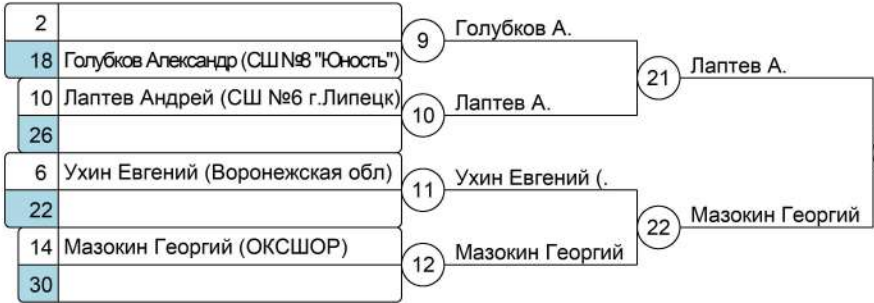 2
9
Голубков А.
18 Голубков Александр (СШ №8 "Юность")
21
Лаптев А.
10 Лаптев Андрей (СШ №6 г.Липецк)
10
Лаптев А.
26
6 Ухин Евгений (Воронежская обл)
11
Ухин Евгений (.
22
22
Мазокин Георгий
14 Мазокин Георгий (ОКСШОР)
12
Мазокин Георгий
30